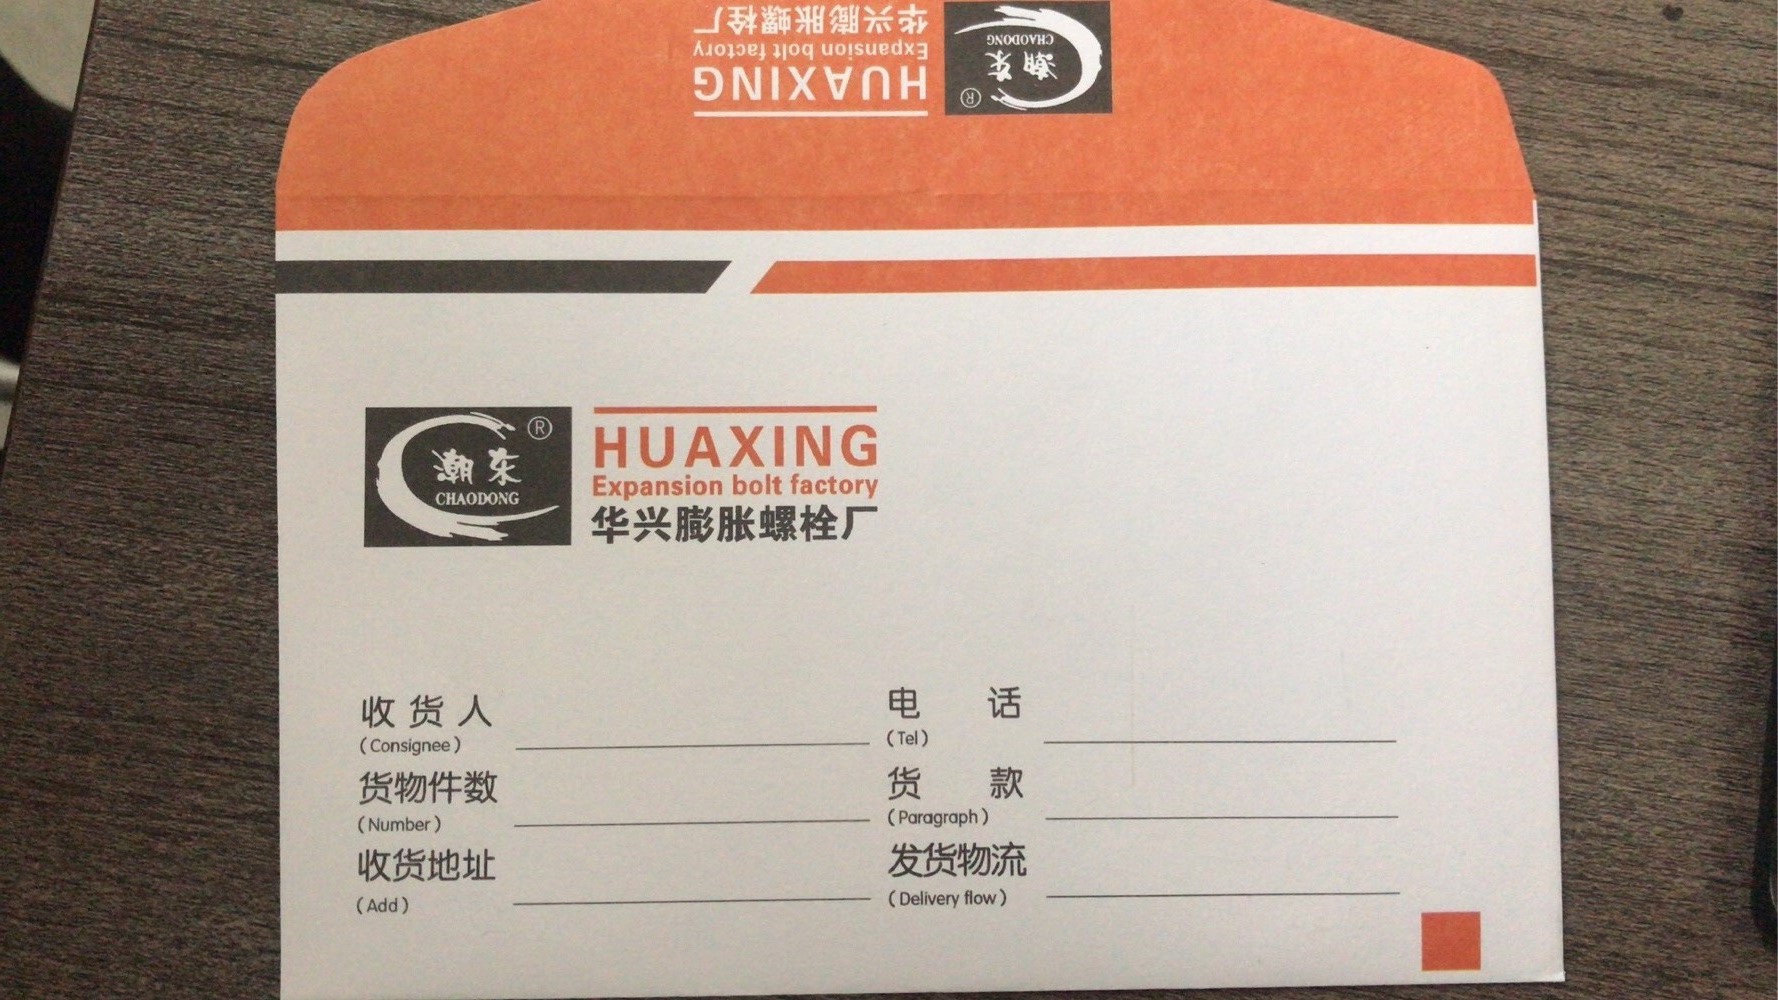 华兴膨胀螺栓厂
Expansion bolt factory
HUAXING
CHAODONG
潮东
®
潮东
®
CHAODONG
HUAXING
Expansion bolt factory
华兴膨胀螺栓厂
收货人
(Consignee)
电话
(Tel)
货物件数
(Number)
货款
(Paragraph)
收货地址
(Add)
发货物流
(Delivery flow)